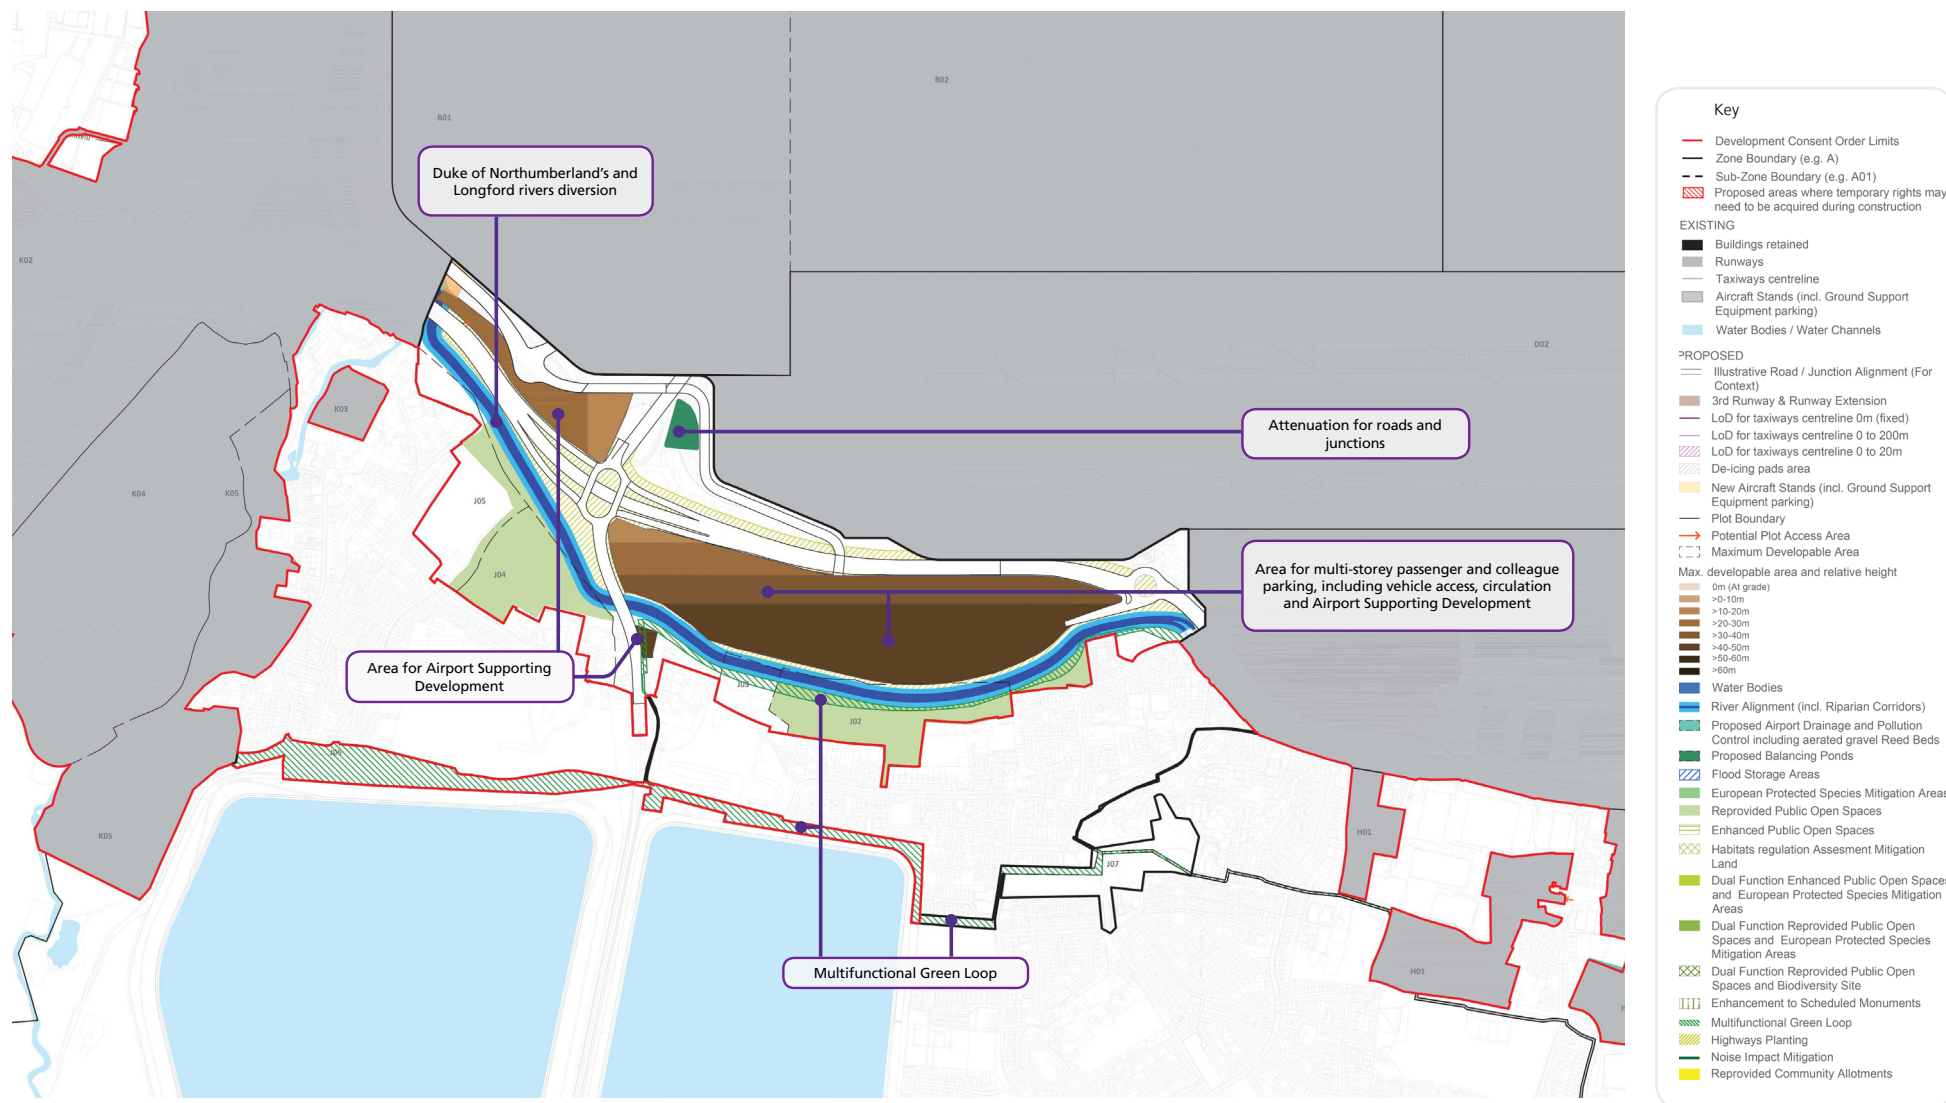 B02
B01
Duke of Northumberland's and
Longford rivers diversion
K02
D02
K03
Attenuation for roads and
junctions
K04
K05
J05
J04
Area for multi-storey passenger and colleague
parking, including vehicle access, circulation
and Airport Supporting Development
Area for Airport Supporting
Development
J03
J02
J06
K05
H01
J07
H01
Multifunctional Green Loop
Key
Development Consent Order Limits
Zone Boundary (e.g. A)
Sub-Zone Boundary (e.g. A01)
Proposed areas where temporary rights may
need to be acquired during construction
EXISTING
Buildings retained
Runways
Taxiways centreline
Aircraft Stands (incl. Ground Support
Equipment parking)
Water Bodies / Water Channels
PROPOSED
Illustrative Road / Junction Alignment (For
Context)
3rd Runway & Runway Extension
LoD for taxiways centreline 0m (fixed)
LoD for taxiways centreline 0 to 200m
LoD for taxiways centreline 0 to 20m
De-icing pads area
New Aircraft Stands (incl. Ground Support
Equipment parking)
Plot Boundary
Potential Plot Access Area
Maximum Developable Area
Max. developable area and relative height
0m (At grade)
>0-10m
>10-20m
>20-30m
>30-40m
>40-50m
>50-60m
>60m
Water Bodies
River Alignment (incl. Riparian Corridors)
Proposed Airport Drainage and Pollution
Control including aerated gravel Reed Beds
Proposed Balancing Ponds
Flood Storage Areas
European Protected Species Mitigation Areas
Reprovided Public Open Spaces
Enhanced Public Open Spaces
Habitats regulation Assesment Mitigation
Land
Dual Function Enhanced Public Open Spaces
and European Protected Species Mitigation
Areas
Dual Function Reprovided Public Open
Spaces and European Protected Species
Mitigation Areas
Dual Function Reprovided Public Open
Spaces and Biodiversity Site
Enhancement to Scheduled Monuments
Multifunctional Green Loop
Highways Planting
Noise Impact Mitigation
Reprovided Community Allotments